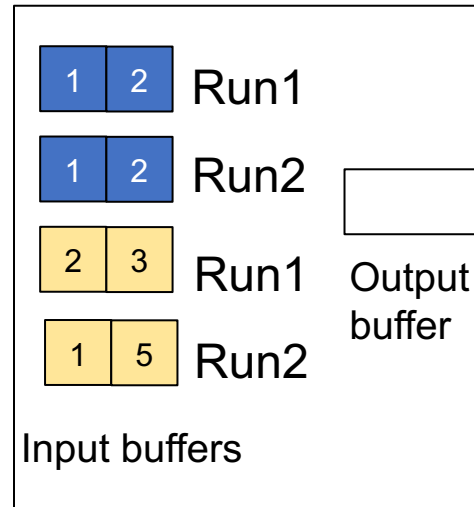 1 2 Run1
1 2 Run2
2 3 Run1
Output
buffer
1 5 Run2
Input buffers